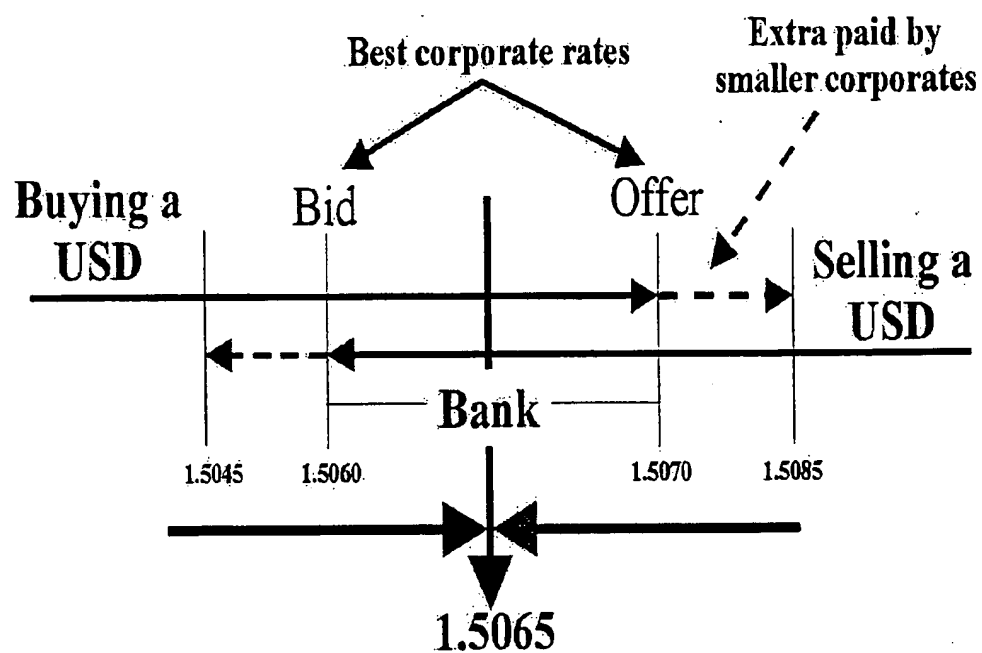 Best corporate rates
Extra paid by
smaller corporates
Buying a
USD
Bid
Offer
Selling a
USD
Bank
1.5045
1.5060
1.5070
1.5085
1.5065